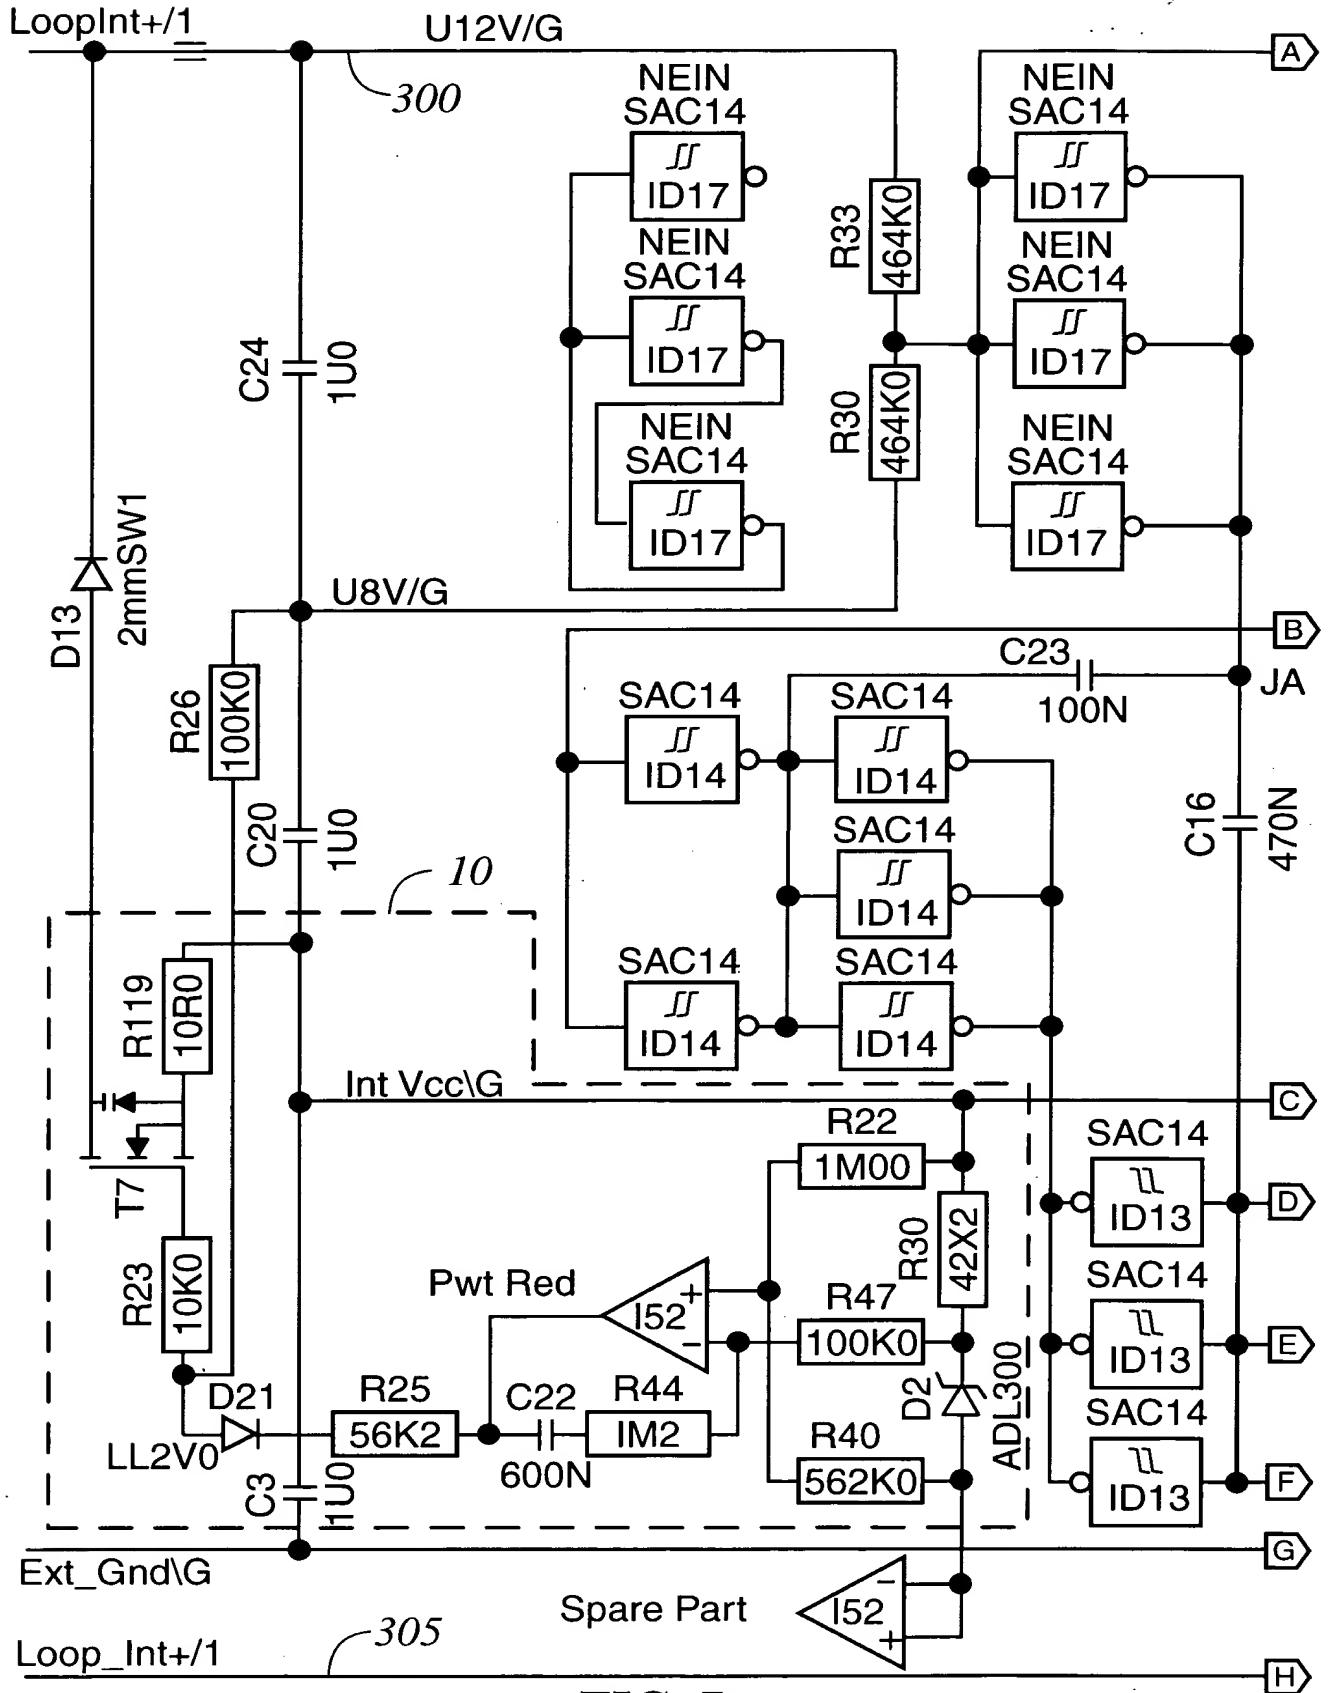 LoopInt+/1
U12V/G
A
300
NEIN
SAC14
ID17
NEIN
SAC14
ID17
R33
464K0
NEIN
SAC14
ID17
NEIN
SAC14
ID17
C24
1U0
R30
464K0
NEIN
SAC14
ID17
NEIN
SAC14
ID17
D13
2mmSW1
U8V/G
B
C23
100N
JA
R26
100K0
SAC14
ID14
SAC14
ID14
C20
1U0
SAC14
ID14
C16
470N
10
R119
10R0
SAC14
ID14
SAC14
ID14
Int Vcc\G
C
R22
1M00
SAC14
ID13
D
T7
R30
42X2
R23
10K0
Pwt Red
I52
+
−
R47
100K0
SAC14
ID13
E
D2
ADL300
D21
LL2V0
R25
56K2
C22
600N
R44
IM2
R40
562K0
SAC14
ID13
F
C3
1U0
Ext_Gnd\G
G
Spare Part
I52
−
+
305
Loop_Int+/1
H